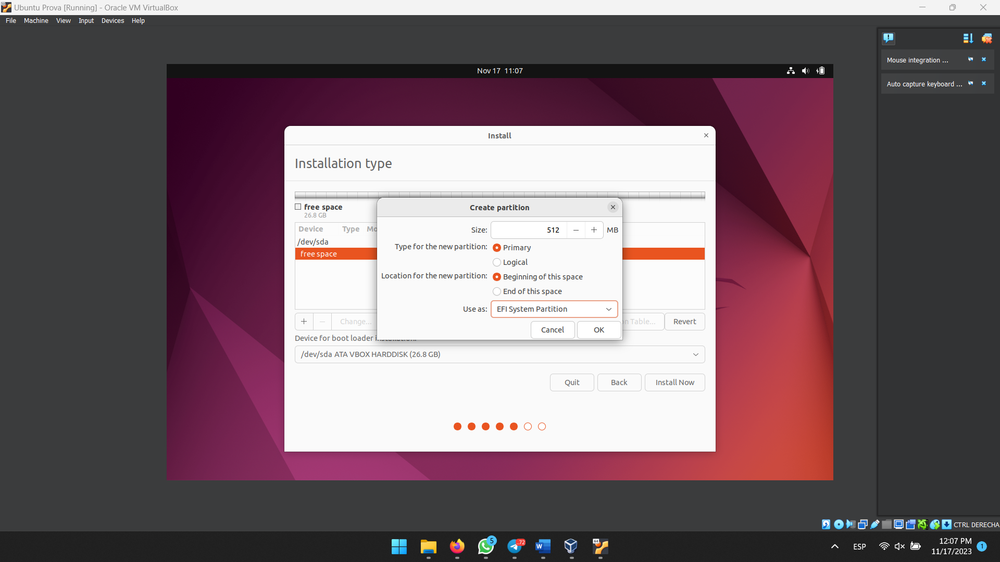 Ubuntu Prova [Running] - Oracle VM VirtualBox
File Machine View Input Devices Help
Mouse integration ...
Auto capture keyboard ...
Nov 17 11:07
Install
Installation type
free space
26.8 GB
Device Type Mo
/dev/sda
free space
Create partition
Size: 512 MB
Type for the new partition: Primary
Logical
Location for the new partition: Beginning of this space
End of this space
Use as: EFI System Partition
Cancel OK
+ − Change... on Table... Revert
Device for boot loader installation:
/dev/sda ATA VBOX HARDDISK (26.8 GB)
Quit Back Install Now
CTRL DERECHA
5
..72
W
64
ESP
12:07 PM
11/17/2023
1